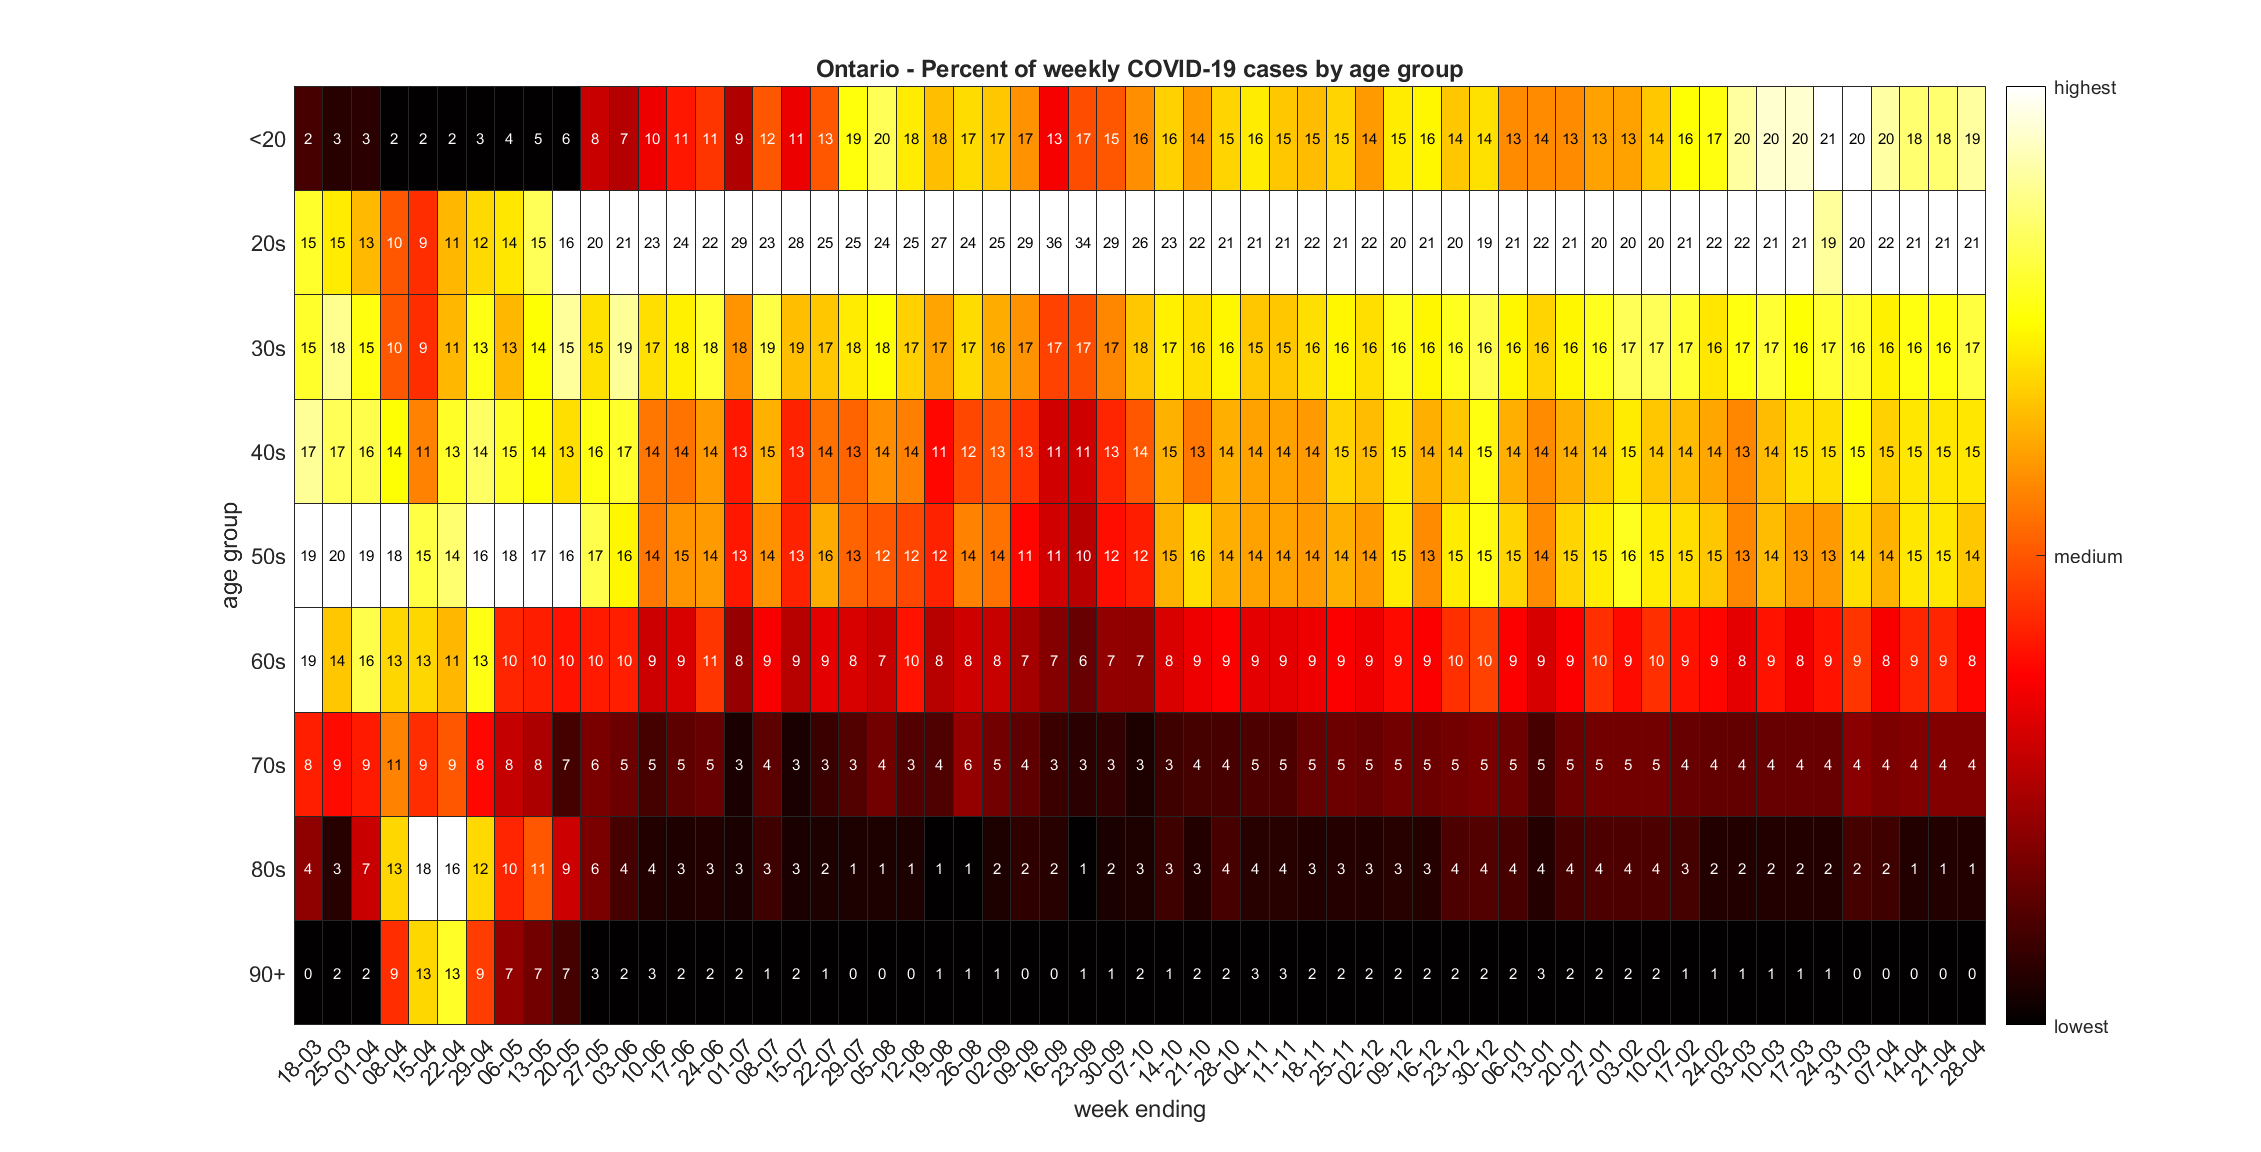 Ontario - Percent of weekly COVID-19 cases by age group
highest
<20 2 3 3 2 2 2 3 4 5 6 8 7 10 11 11 9 12 11 13 19 20 18 18 17 17 17 13 17 15 16 16 14 15 16 15 15 15 14 15 16 14 14 13 14 13 13 13 14 16 17 20 20 20 21 20 20 18 18 19
20s 15 15 13 10 9 11 12 14 15 16 20 21 23 24 22 29 23 28 25 25 24 25 27 24 25 29 36 34 29 26 23 22 21 21 21 22 21 22 20 21 20 19 21 22 21 20 20 20 21 22 22 21 21 19 20 22 21 21 21
30s 15 18 15 10 9 11 13 13 14 15 15 19 17 18 18 18 19 19 17 18 18 17 17 17 16 17 17 17 17 18 17 16 16 15 15 16 16 16 16 16 16 16 16 16 16 16 17 17 17 16 17 17 16 17 16 16 16 16 17
40s 17 17 16 14 11 13 14 15 14 13 16 17 14 14 14 13 15 13 14 13 14 14 11 12 13 13 11 11 13 14 15 13 14 14 14 14 15 15 15 14 14 15 14 14 14 14 15 14 14 14 13 14 15 15 15 15 15 15 15
50s 19 20 19 18 15 14 16 18 17 16 17 16 14 15 14 13 14 13 16 13 12 12 12 14 14 11 11 10 12 12 15 16 14 14 14 14 14 14 15 13 15 15 15 14 15 15 16 15 15 15 13 14 13 13 14 14 15 15 14
medium
60s 19 14 16 13 13 11 13 10 10 10 10 10 9 9 11 8 9 9 9 8 7 10 8 8 8 7 7 6 7 7 8 9 9 9 9 9 9 9 9 9 10 10 9 9 9 10 9 10 9 9 8 9 8 9 9 8 9 9 8
70s 8 9 9 11 9 9 8 8 8 7 6 5 5 5 5 3 4 3 3 3 4 3 4 6 5 4 3 3 3 3 3 4 4 5 5 5 5 5 5 5 5 5 5 5 5 5 5 5 4 4 4 4 4 4 4 4 4 4 4
80s 4 3 7 13 18 16 12 10 11 9 6 4 4 3 3 3 3 3 2 1 1 1 1 1 2 2 2 1 2 3 3 3 4 4 4 3 3 3 3 3 4 4 4 4 4 4 4 4 3 2 2 2 2 2 2 2 1 1 1
90+ 0 2 2 9 13 13 9 7 7 7 3 2 3 2 2 2 1 2 1 0 0 0 1 1 1 0 0 1 1 2 1 2 2 3 3 2 2 2 2 2 2 2 2 3 2 2 2 2 1 1 1 1 1 1 0 0 0 0 0
lowest
age group
18-03 25-03 01-04 08-04 15-04 22-04 29-04 06-05 13-05 20-05 27-05 03-06 10-06 17-06 24-06 01-07 08-07 15-07 22-07 29-07 05-08 12-08 19-08 26-08 02-09 09-09 16-09 23-09 30-09 07-10 14-10 21-10 28-10 04-11 11-11 18-11 25-11 02-12 09-12 16-12 23-12 30-12 06-01 13-01 20-01 27-01 03-02 10-02 17-02 24-02 03-03 10-03 17-03 24-03 31-03 07-04 14-04 21-04 28-04
week ending